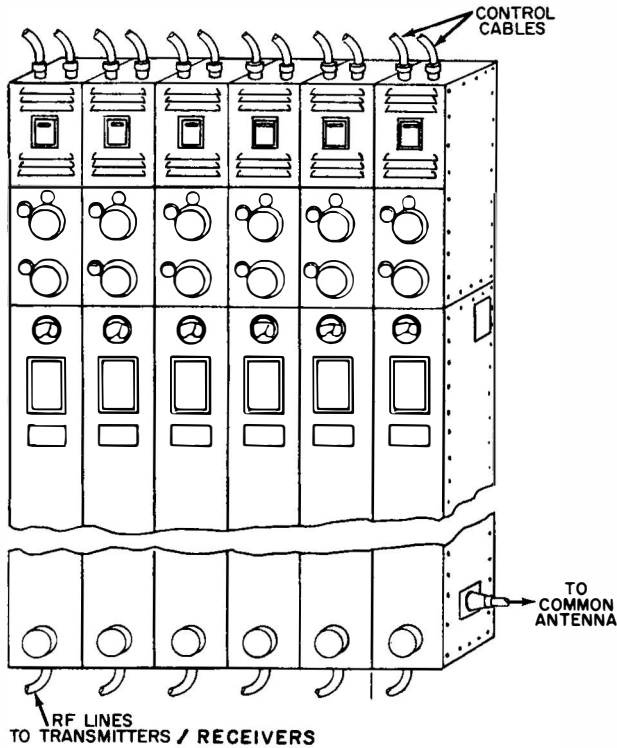 CONTROL
CABLES
TO
COMMON
ANTENNA
RF LINES
TO TRANSMITTERS / RECEIVERS